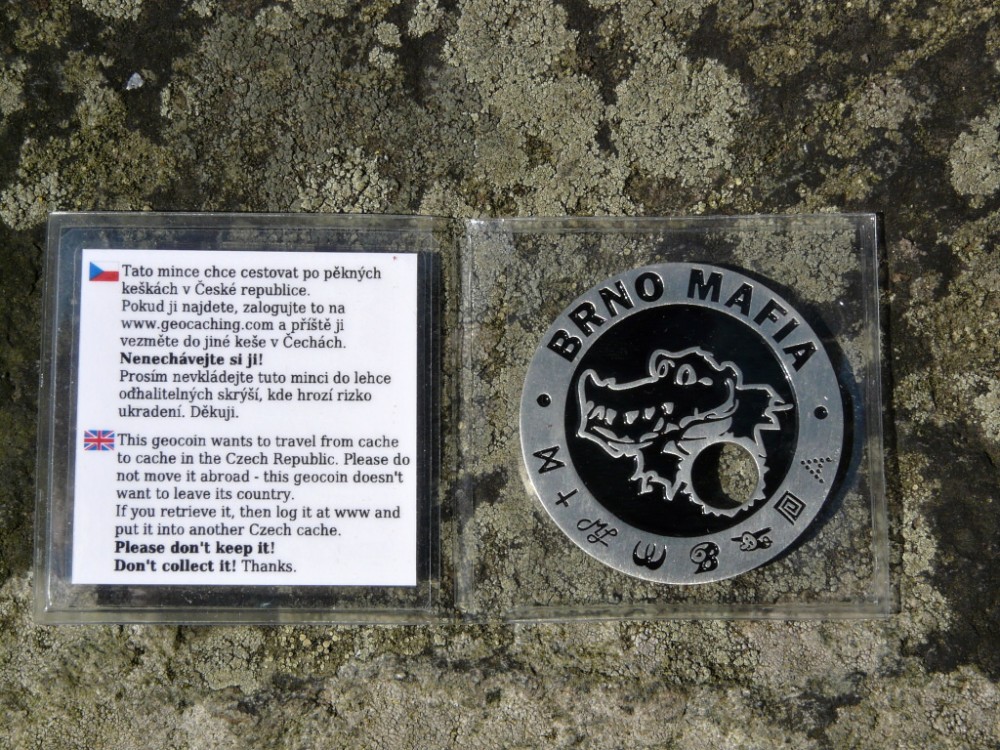 Tato mince chce cestovat po pěkných
keškách v České republice.
Pokud ji najdete, zalogujte to na
www.geocaching.com a příště ji
vezměte do jiné keše v Čechách.
Nenechávejte si ji!
Prosím nevkládejte tuto minci do lehce
odhalitelných skrýší, kde hrozí riziko
ukradení. Děkuji.
This geocoin wants to travel from cache
to cache in the Czech Republic. Please do
not move it abroad - this geocoin doesn't
want to leave its country.
If you retrieve it, then log it at www and
put it into another Czech cache.
Please don't keep it!
Don't collect it! Thanks.
BRNO MAFIA